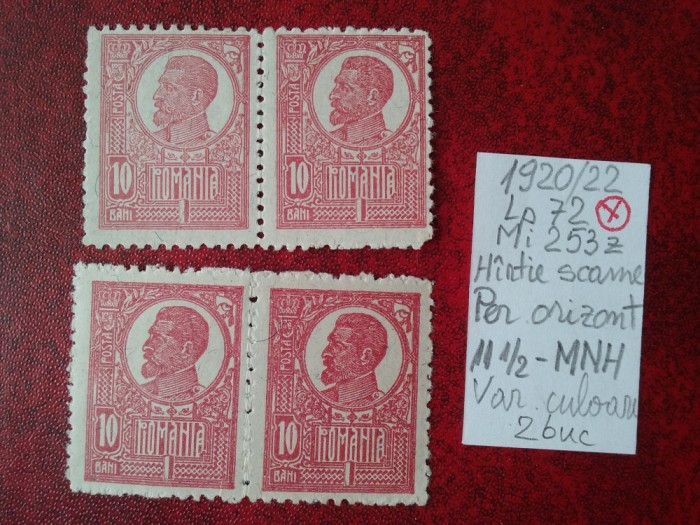 POSTA
10
ROMANIA
BANI
POSTA
10
ROMANIA
BANI
POSTA
10
ROMANIA
BANI
POSTA
10
ROMANIA
BANI
1920/22
Lp 72 X
Mi 253z
Hîrtie scame
Per. orizont
11 1/2 - MNH
Var. culoare
2buc